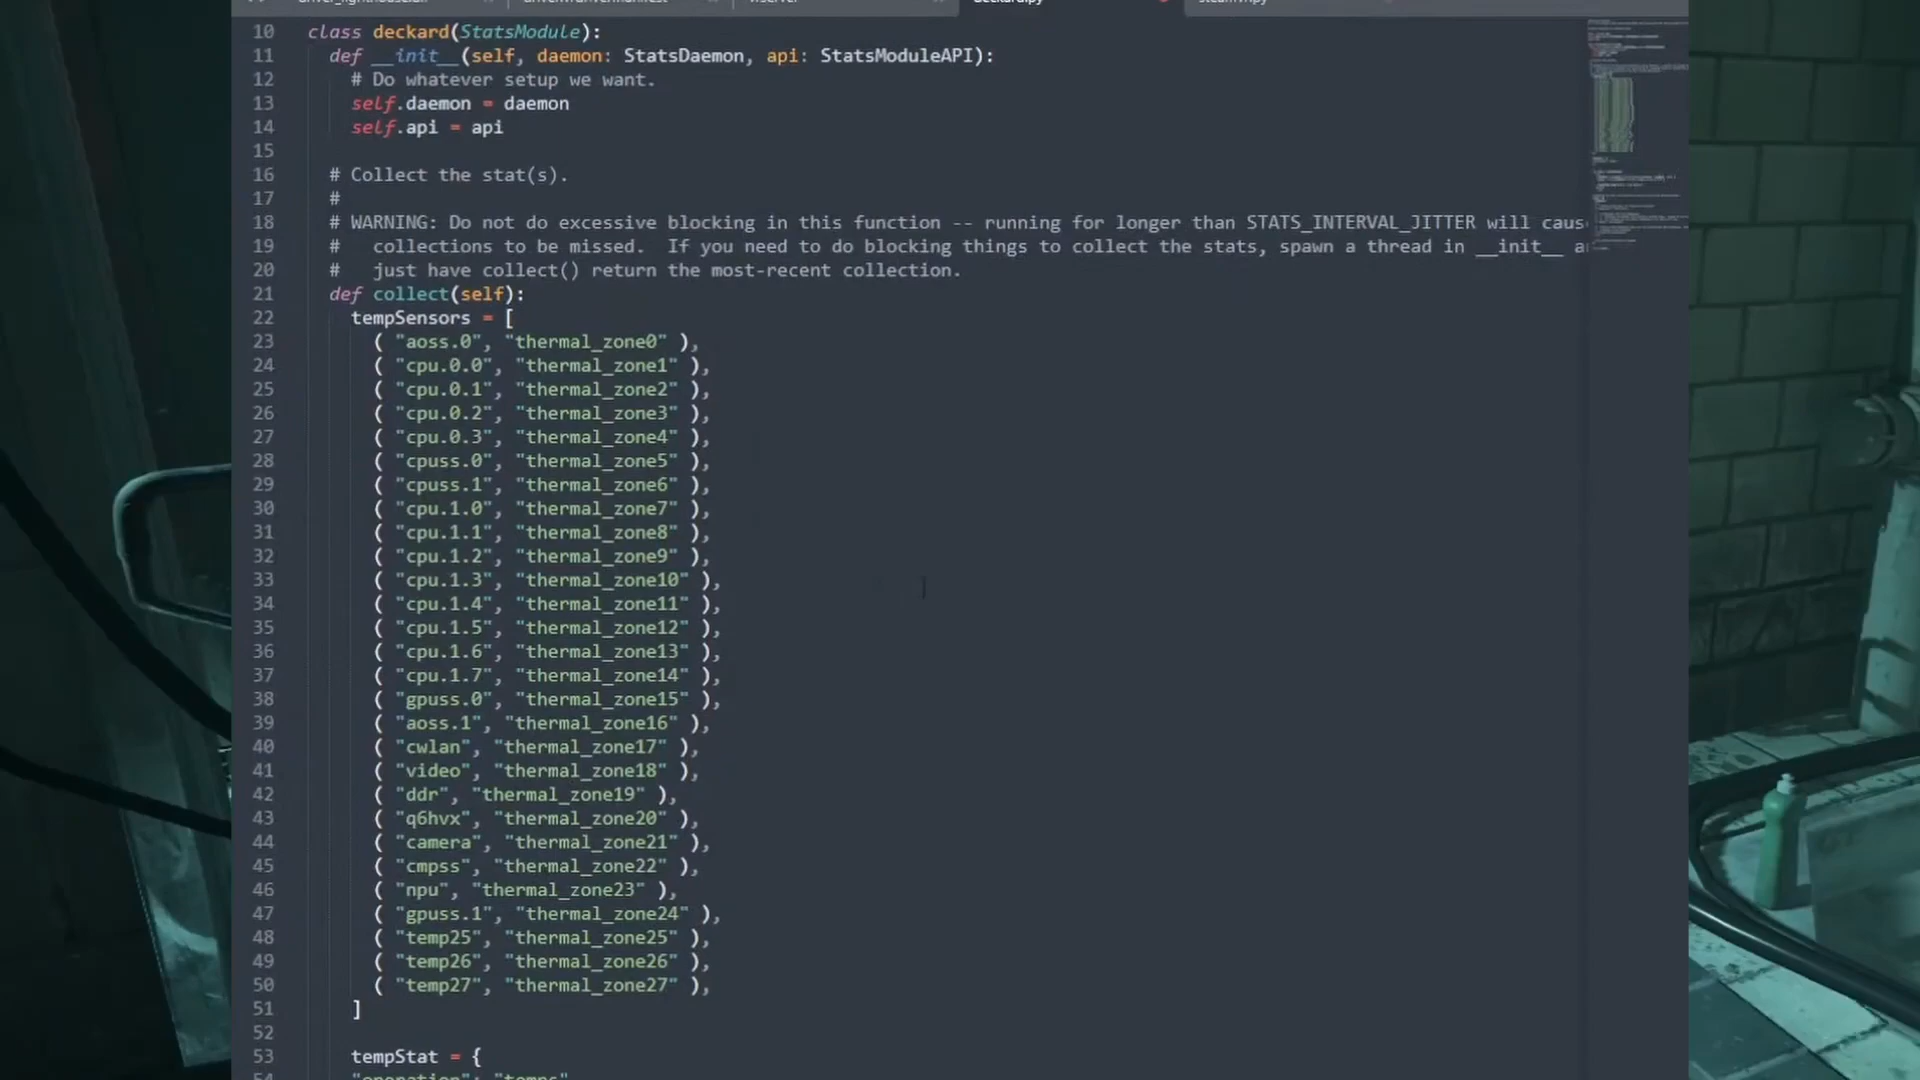 10 class deckard(StatsModule):
11 def __init__(self, daemon: StatsDaemon, api: StatsModuleAPI):
12 # Do whatever setup we want.
13 self.daemon = daemon
14 self.api = api
15
16 # Collect the stat(s).
17 #
18 # WARNING: Do not do excessive blocking in this function -- running for longer than STATS_INTERVAL_JITTER will caus
19 # collections to be missed. If you need to do blocking things to collect the stats, spawn a thread in __init__ a
20 # just have collect() return the most-recent collection.
21 def collect(self):
22 tempSensors = [
23 ( "aoss.0", "thermal_zone0" ),
24 ( "cpu.0.0", "thermal_zone1" ),
25 ( "cpu.0.1", "thermal_zone2" ),
26 ( "cpu.0.2", "thermal_zone3" ),
27 ( "cpu.0.3", "thermal_zone4" ),
28 ( "cpuss.0", "thermal_zone5" ),
29 ( "cpuss.1", "thermal_zone6" ),
30 ( "cpu.1.0", "thermal_zone7" ),
31 ( "cpu.1.1", "thermal_zone8" ),
32 ( "cpu.1.2", "thermal_zone9" ),
33 ( "cpu.1.3", "thermal_zone10" ),
34 ( "cpu.1.4", "thermal_zone11" ),
35 ( "cpu.1.5", "thermal_zone12" ),
36 ( "cpu.1.6", "thermal_zone13" ),
37 ( "cpu.1.7", "thermal_zone14" ),
38 ( "gpuss.0", "thermal_zone15" ),
39 ( "aoss.1", "thermal_zone16" ),
40 ( "cwlan", "thermal_zone17" ),
41 ( "video", "thermal_zone18" ),
42 ( "ddr", "thermal_zone19" ),
43 ( "q6hvx", "thermal_zone20" ),
44 ( "camera", "thermal_zone21" ),
45 ( "cmpss", "thermal_zone22" ),
46 ( "npu", "thermal_zone23" ),
47 ( "gpuss.1", "thermal_zone24" ),
48 ( "temp25", "thermal_zone25" ),
49 ( "temp26", "thermal_zone26" ),
50 ( "temp27", "thermal_zone27" ),
51 ]
52
53 tempStat = {